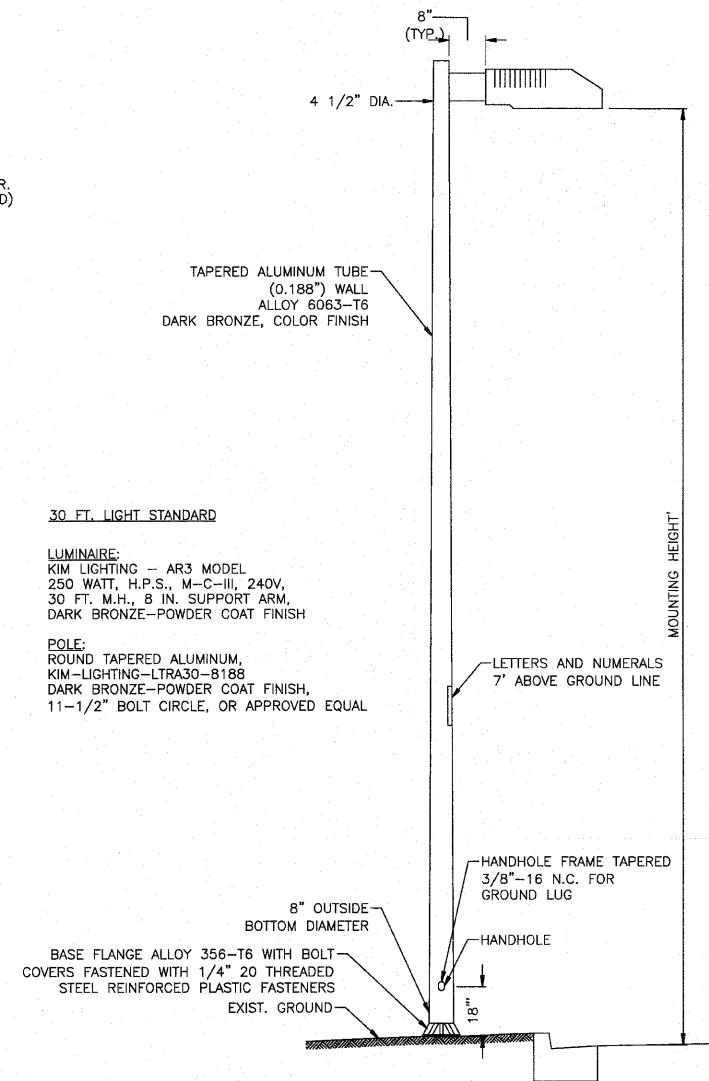 8"
(TYP.)
4 1/2" DIA.
R.
D)
TAPERED ALUMINUM TUBE
(0.188") WALL
ALLOY 6063-T6
DARK BRONZE, COLOR FINISH
30 FT. LIGHT STANDARD
LUMINAIRE:
KIM LIGHTING - AR3 MODEL
250 WATT, H.P.S., M-C-III, 240V,
30 FT. M.H., 8 IN. SUPPORT ARM,
DARK BRONZE-POWDER COAT FINISH
POLE:
ROUND TAPERED ALUMINUM,
KIM-LIGHTING-LTRA30-8188
DARK BRONZE-POWDER COAT FINISH,
11-1/2" BOLT CIRCLE, OR APPROVED EQUAL
MOUNTING HEIGHT'
LETTERS AND NUMERALS
7' ABOVE GROUND LINE
HANDHOLE FRAME TAPERED
3/8"-16 N.C. FOR
GROUND LUG
HANDHOLE
8" OUTSIDE
BOTTOM DIAMETER
BASE FLANGE ALLOY 356-T6 WITH BOLT
COVERS FASTENED WITH 1/4" 20 THREADED
STEEL REINFORCED PLASTIC FASTENERS
EXIST. GROUND
18"'